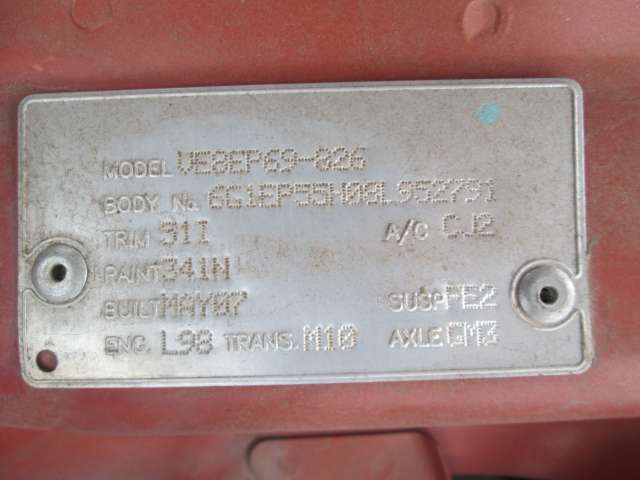 MODEL VE8EP69-826
BODY No. 6G1EP55H08L952791
TRIM 31I A/C CJ2
PAINT 341N
BUILT MAY07 SUSP FE2
ENG. L98 TRANS. M10 AXLE GM3